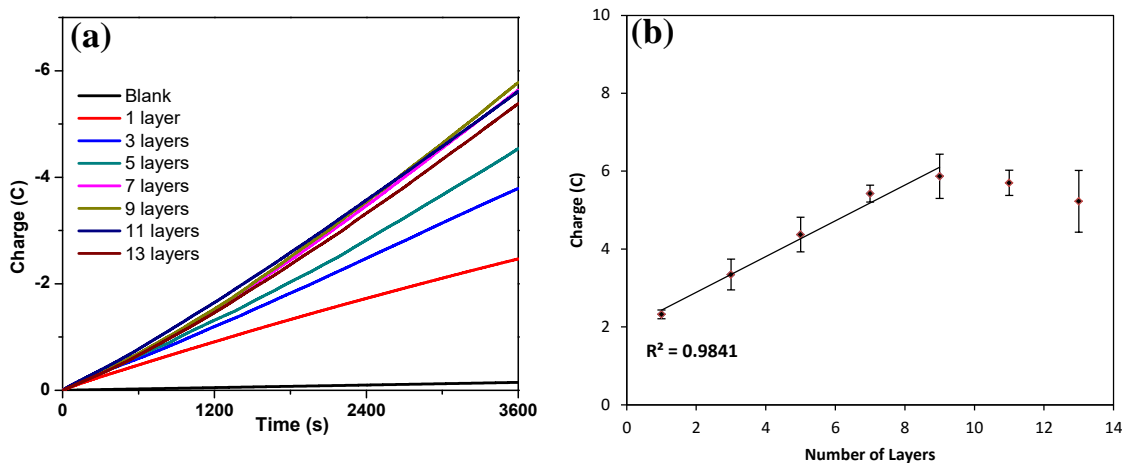 (a)
-6
-4
-2
0
Charge (C)
Blank
1 layer
3 layers
5 layers
7 layers
9 layers
11 layers
13 layers
0 1200 2400 3600
Time (s)
(b)
10
8
6
4
2
0
Charge (C)
R² = 0.9841
0 2 4 6 8 10 12 14
Number of Layers